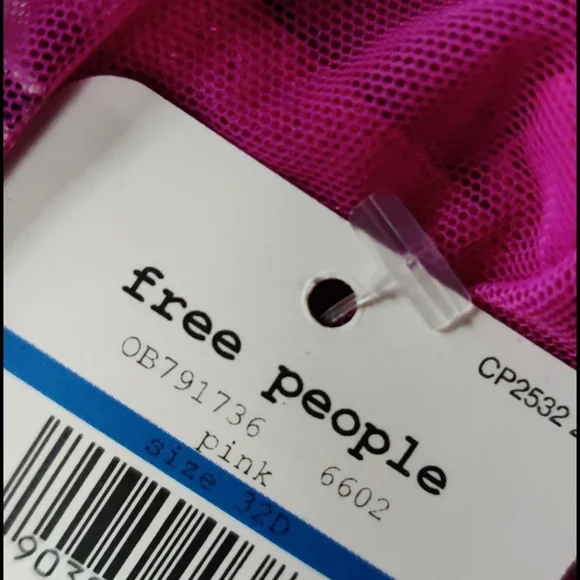 free people
OB791736
pink 6602
size 32D
CP2532